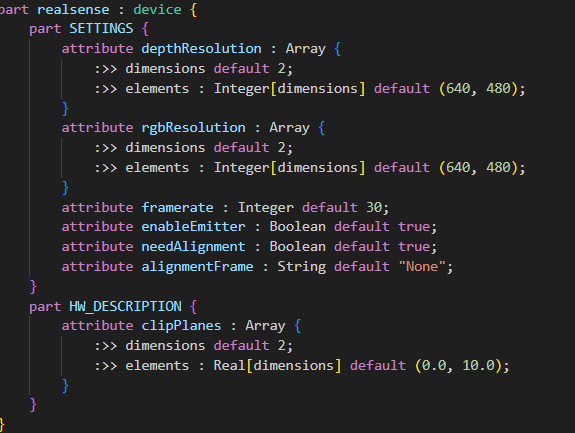 part realsense : device {
    part SETTINGS {
        attribute depthResolution : Array {
            :>> dimensions default 2;
            :>> elements : Integer[dimensions] default (640, 480);
        }
        attribute rgbResolution : Array {
            :>> dimensions default 2;
            :>> elements : Integer[dimensions] default (640, 480);
        }
        attribute framerate : Integer default 30;
        attribute enableEmitter : Boolean default true;
        attribute needAlignment : Boolean default true;
        attribute alignmentFrame : String default "None";
    }
    part HW_DESCRIPTION {
        attribute clipPlanes : Array {
            :>> dimensions default 2;
            :>> elements : Real[dimensions] default (0.0, 10.0);
        }
    }
}